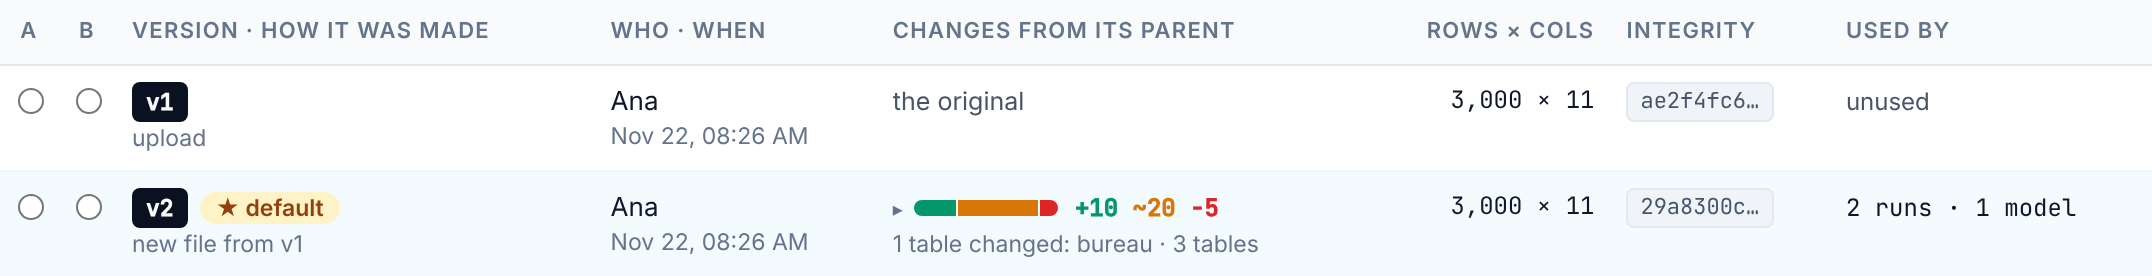 A B VERSION · HOW IT WAS MADE WHO · WHEN CHANGES FROM ITS PARENT ROWS × COLS INTEGRITY USED BY
v1 Ana the original 3,000 × 11 ae2f4fc6… unused
upload Nov 22, 08:26 AM
v2 ★ default Ana ▸ +10 ~20 -5 3,000 × 11 29a8300c… 2 runs · 1 model
new file from v1 Nov 22, 08:26 AM 1 table changed: bureau · 3 tables